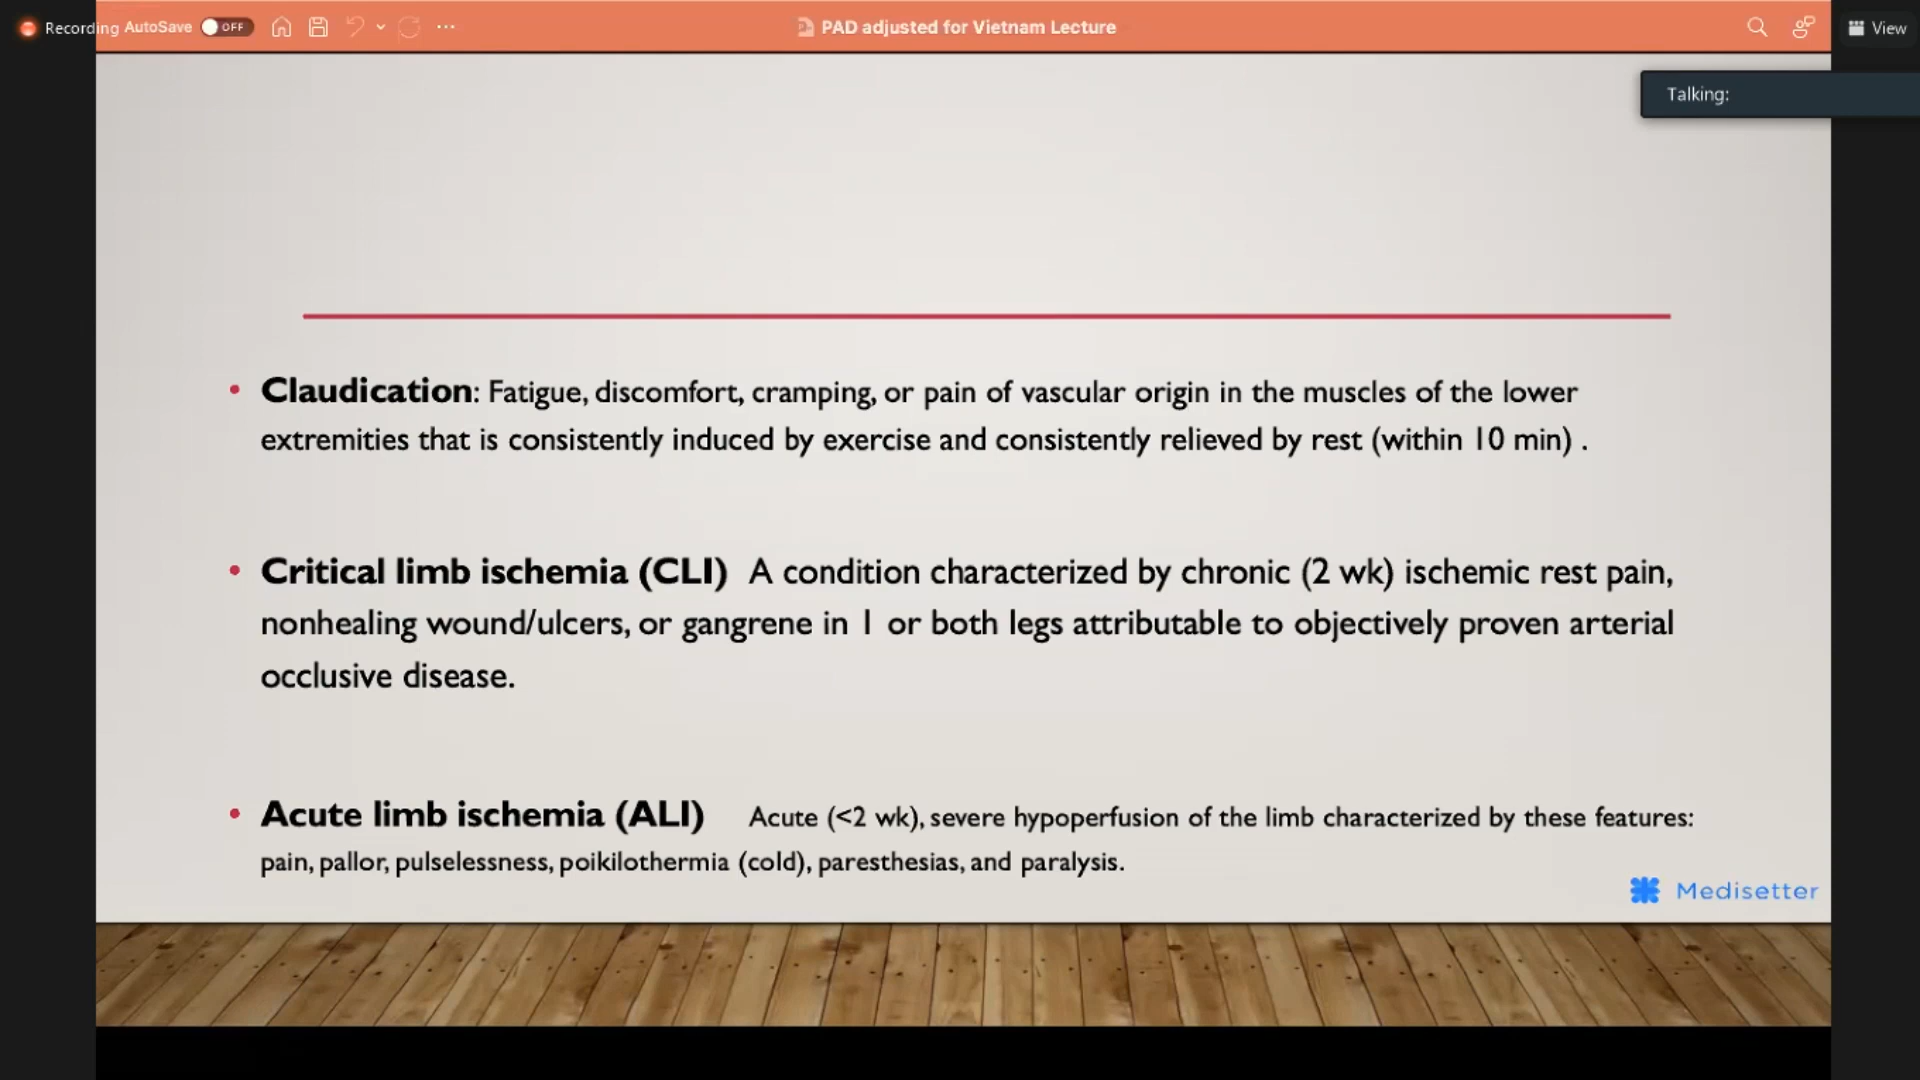 Recording AutoSave OFF
PAD adjusted for Vietnam Lecture
View
Talking:
• Claudication: Fatigue, discomfort, cramping, or pain of vascular origin in the muscles of the lower
extremities that is consistently induced by exercise and consistently relieved by rest (within 10 min) .
• Critical limb ischemia (CLI) A condition characterized by chronic (2 wk) ischemic rest pain,
nonhealing wound/ulcers, or gangrene in 1 or both legs attributable to objectively proven arterial
occlusive disease.
• Acute limb ischemia (ALI) Acute (<2 wk), severe hypoperfusion of the limb characterized by these features:
pain, pallor, pulselessness, poikilothermia (cold), paresthesias, and paralysis.
Medisetter